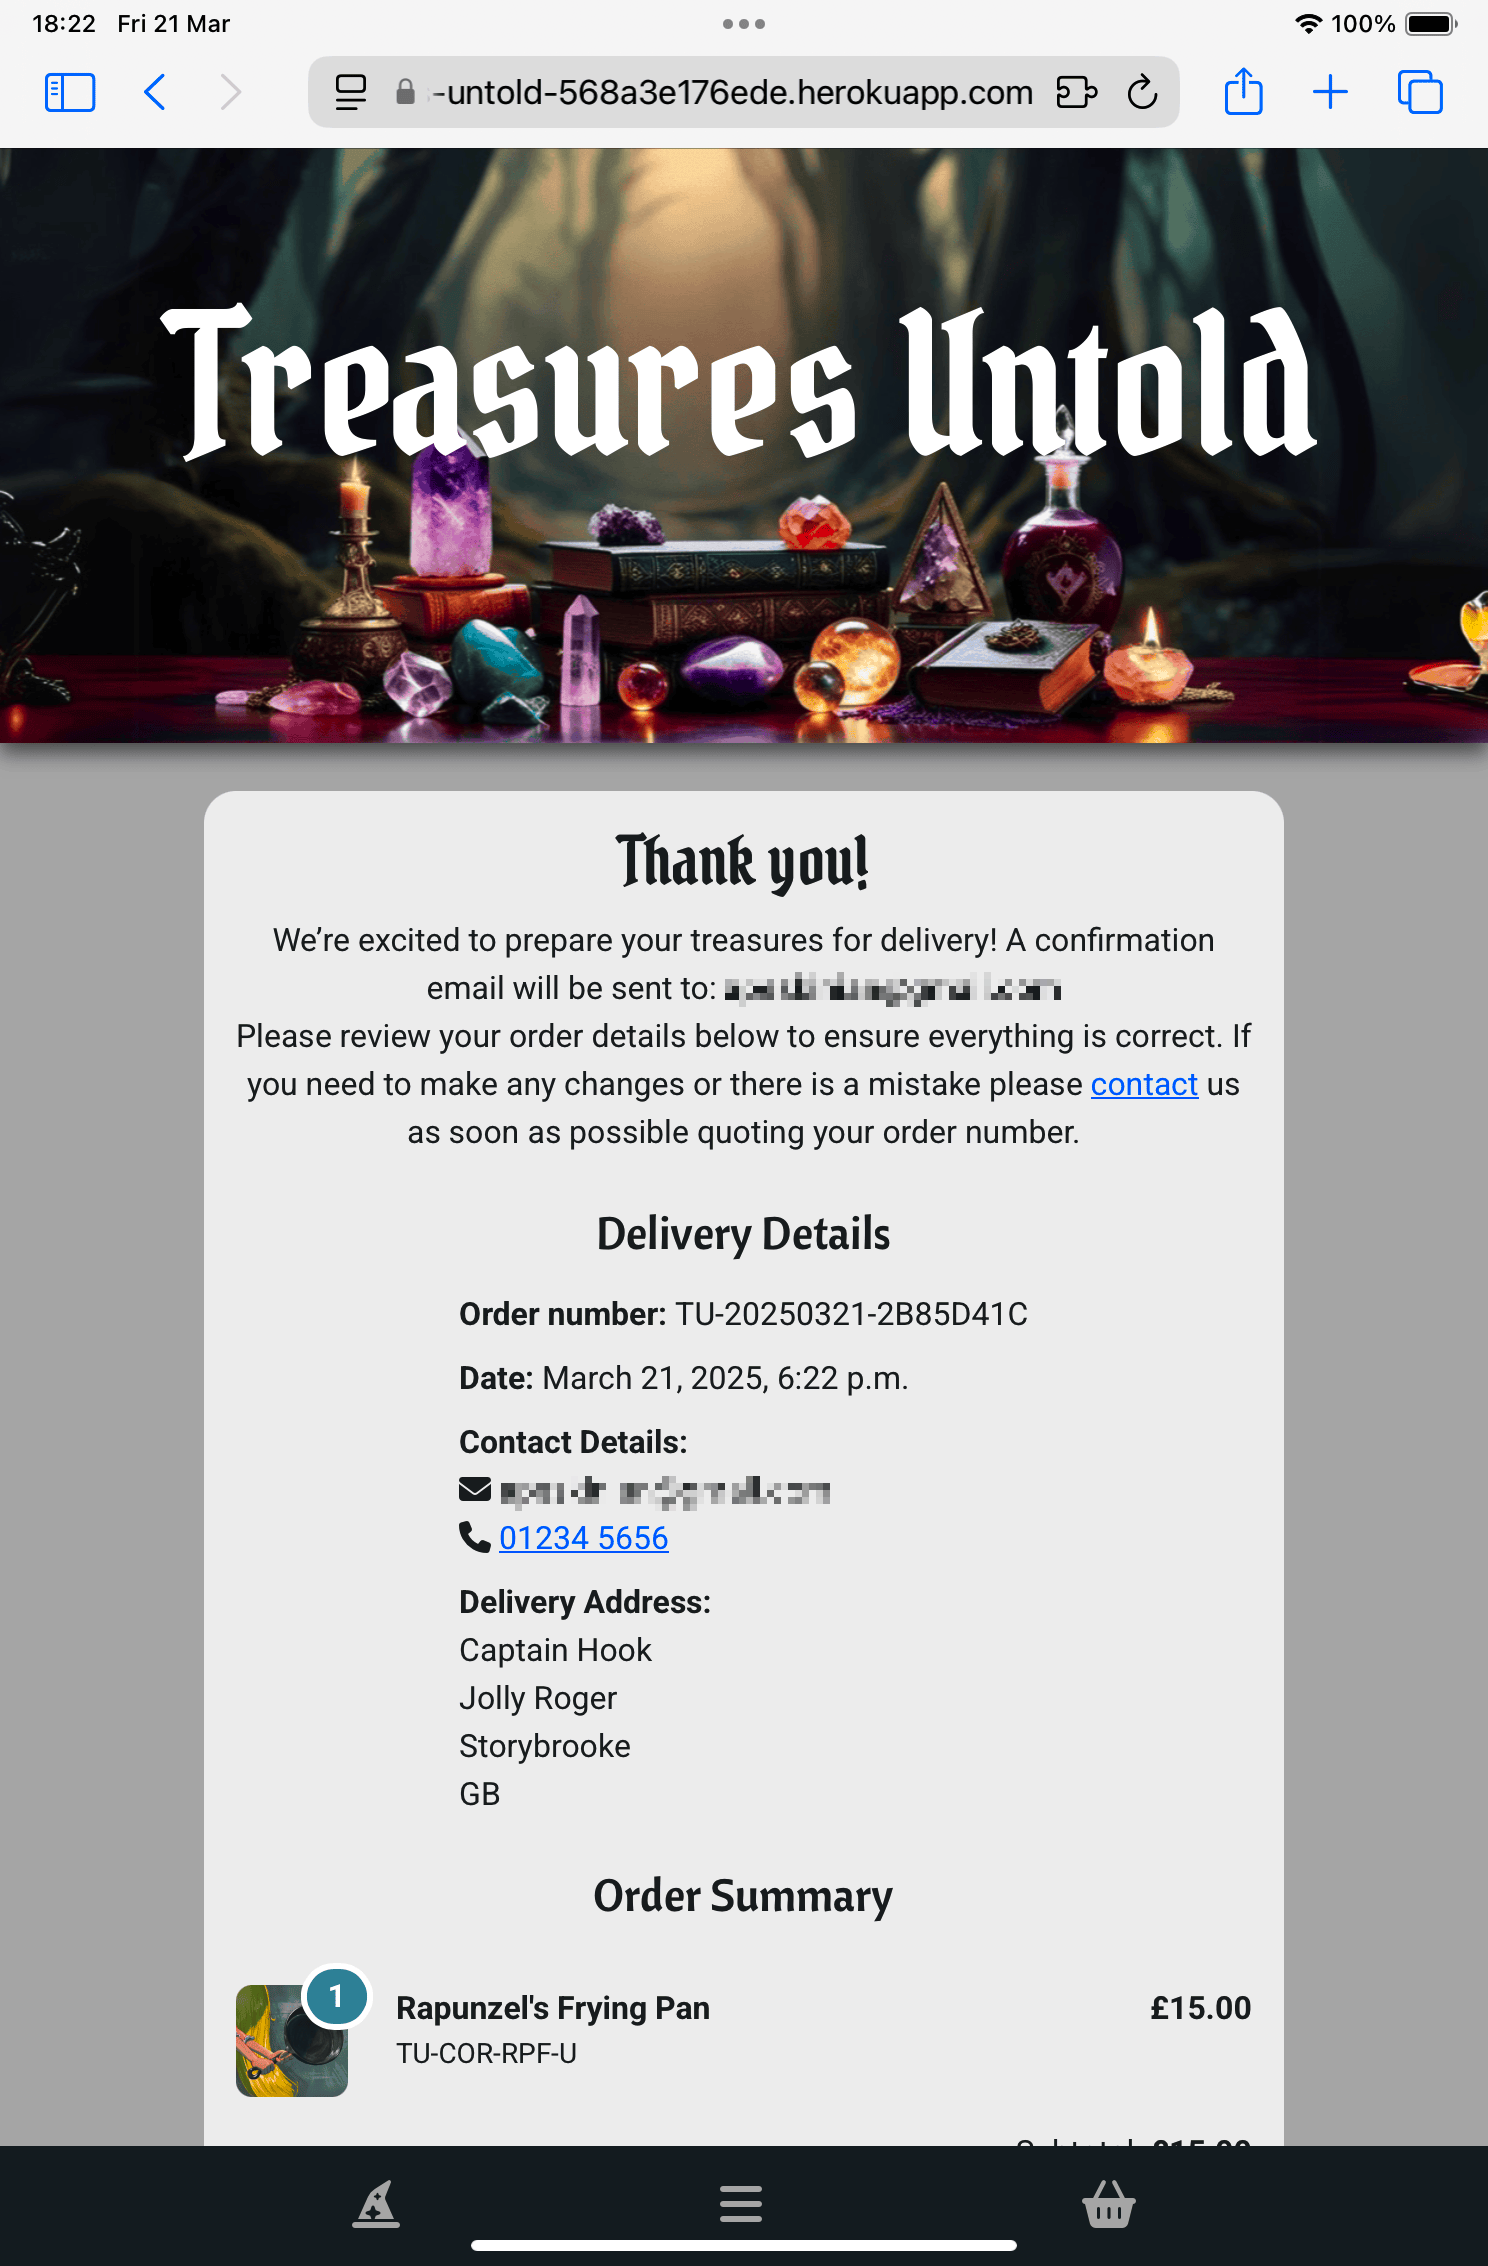 18:22 Fri 21 Mar
100%
-untold-568a3e176ede.herokuapp.com
Treasures Untold
Thank you!
We’re excited to prepare your treasures for delivery! A confirmation
email will be sent to:
Please review your order details below to ensure everything is correct. If
you need to make any changes or there is a mistake please contact us
as soon as possible quoting your order number.
Delivery Details
Order number: TU-20250321-2B85D41C
Date: March 21, 2025, 6:22 p.m.
Contact Details:
01234 5656
Delivery Address:
Captain Hook
Jolly Roger
Storybrooke
GB
Order Summary
1
Rapunzel's Frying Pan £15.00
TU-COR-RPF-U